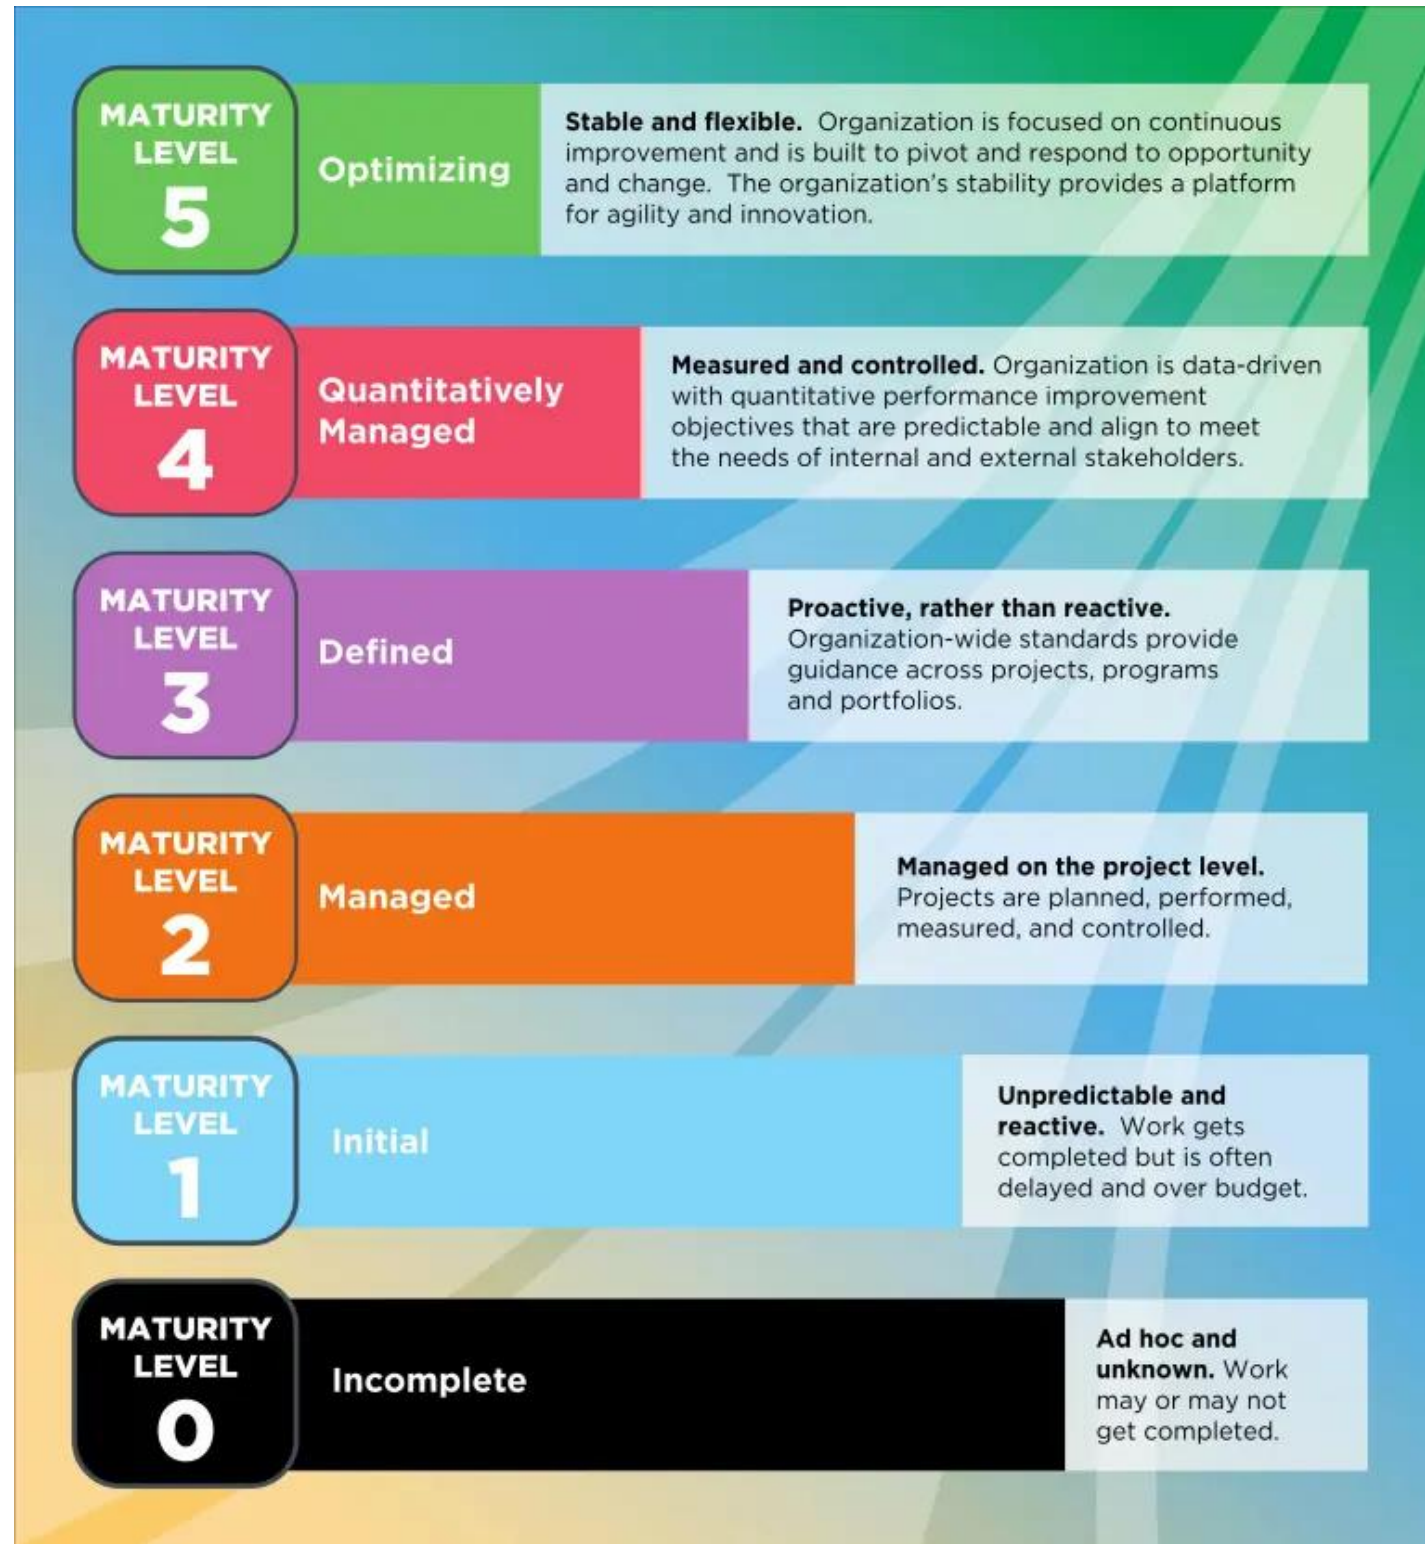 MATURITY
LEVEL
5
Optimizing
Stable and flexible.  Organization is focused on continuous
improvement and is built to pivot and respond to opportunity
and change.  The organization's stability provides a platform
for agility and innovation.
MATURITY
LEVEL
4
Quantitatively
Managed
Measured and controlled. Organization is data-driven
with quantitative performance improvement
objectives that are predictable and align to meet
the needs of internal and external stakeholders.
MATURITY
LEVEL
3
Defined
Proactive, rather than reactive.
Organization-wide standards provide
guidance across projects, programs
and portfolios.
MATURITY
LEVEL
2
Managed
Managed on the project level.
Projects are planned, performed,
measured, and controlled.
MATURITY
LEVEL
1
Initial
Unpredictable and
reactive.  Work gets
completed but is often
delayed and over budget.
MATURITY
LEVEL
0
Incomplete
Ad hoc and
unknown. Work
may or may not
get completed.